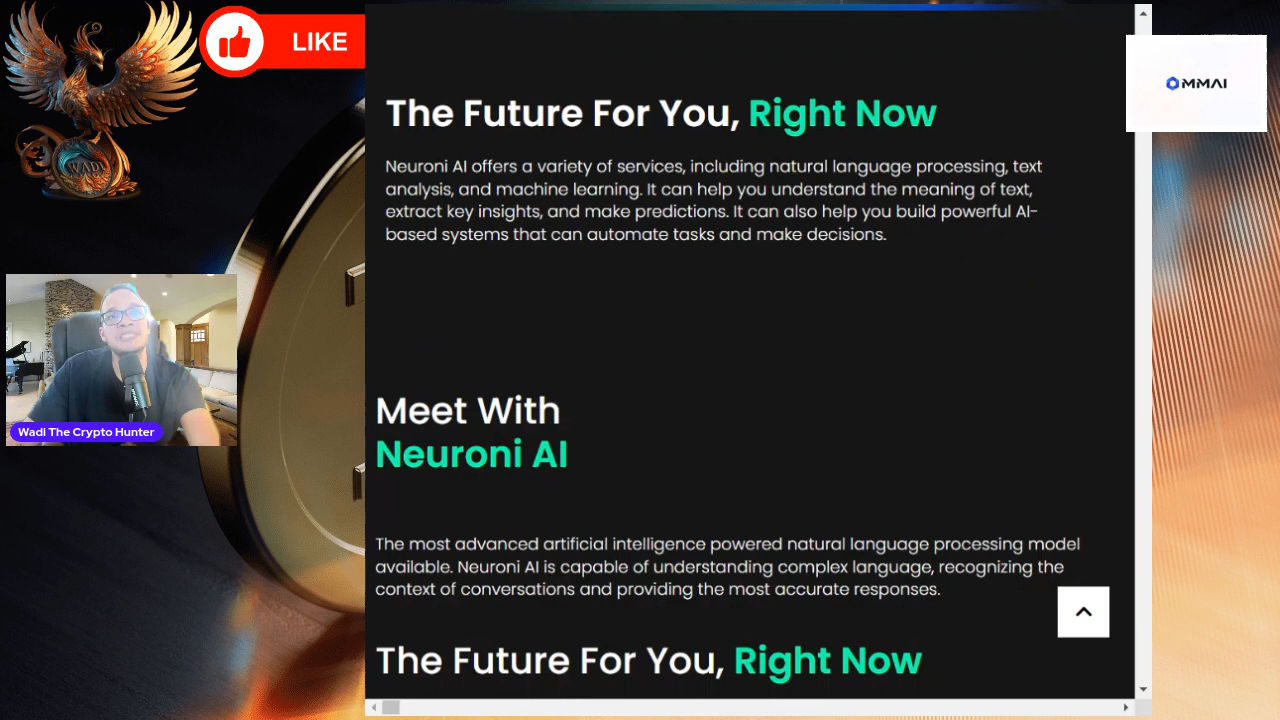 LIKE
MMAI
WADI
The Future For You, Right Now
Neuroni AI offers a variety of services, including natural language processing, text
analysis, and machine learning. It can help you understand the meaning of text,
extract key insights, and make predictions. It can also help you build powerful AI-
based systems that can automate tasks and make decisions.
Wadi The Crypto Hunter
Meet With
Neuroni AI
The most advanced artificial intelligence powered natural language processing model
available. Neuroni AI is capable of understanding complex language, recognizing the
context of conversations and providing the most accurate responses.
The Future For You, Right Now